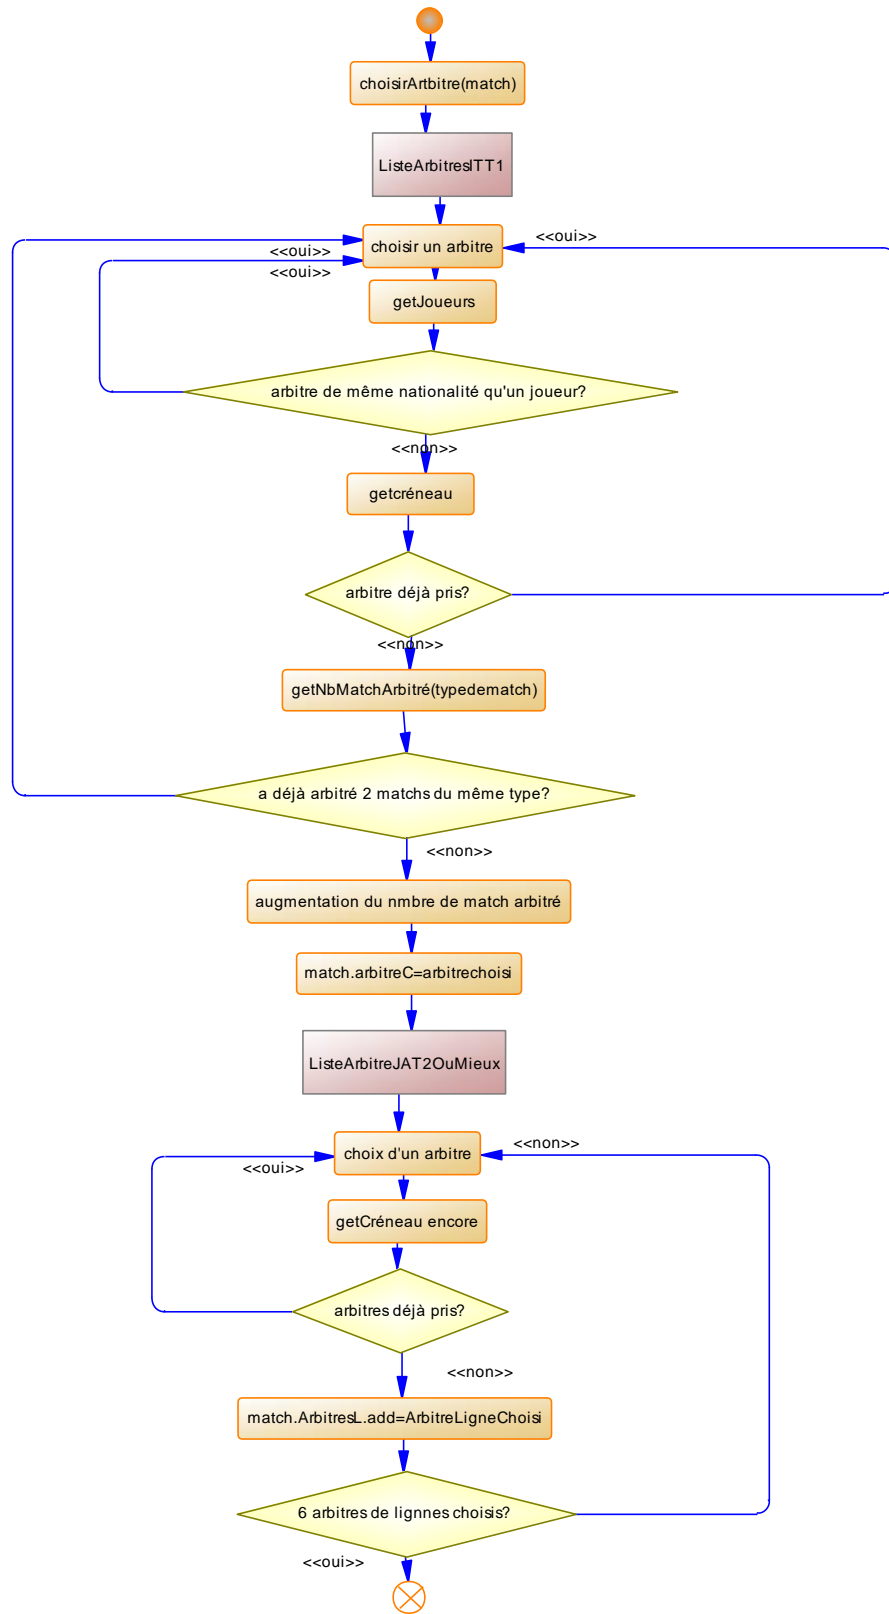 choisirArtbitre(match)
ListeArbitresITT1
choisir un arbitre
<<oui>>
<<oui>>
<<oui>>
getJoueurs
arbitre de même nationalité qu'un joueur?
<<non>>
getcréneau
arbitre déjà pris?
<<non>>
getNbMatchArbitré(typedematch)
a déjà arbitré 2 matchs du même type?
<<non>>
augmentation du nmbre de match arbitré
match.arbitreC=arbitrechoisi
ListeArbitreJAT2OuMieux
choix d'un arbitre
<<non>>
<<oui>>
getCréneau encore
arbitres déjà pris?
<<non>>
match.ArbitresL.add=ArbitreLigneChoisi
6 arbitres de lignnes choisis?
<<oui>>